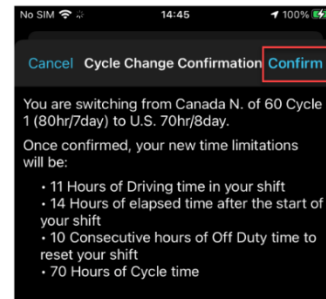 No SIM 14:45 100%
Cancel Cycle Change Confirmation Confirm
You are switching from Canada N. of 60 Cycle
1 (80hr/7day) to U.S. 70hr/8day.
Once confirmed, your new time limitations
will be:
• 11 Hours of Driving time in your shift
• 14 Hours of elapsed time after the start of
your shift
• 10 Consecutive hours of Off Duty time to
reset your shift
• 70 Hours of Cycle time